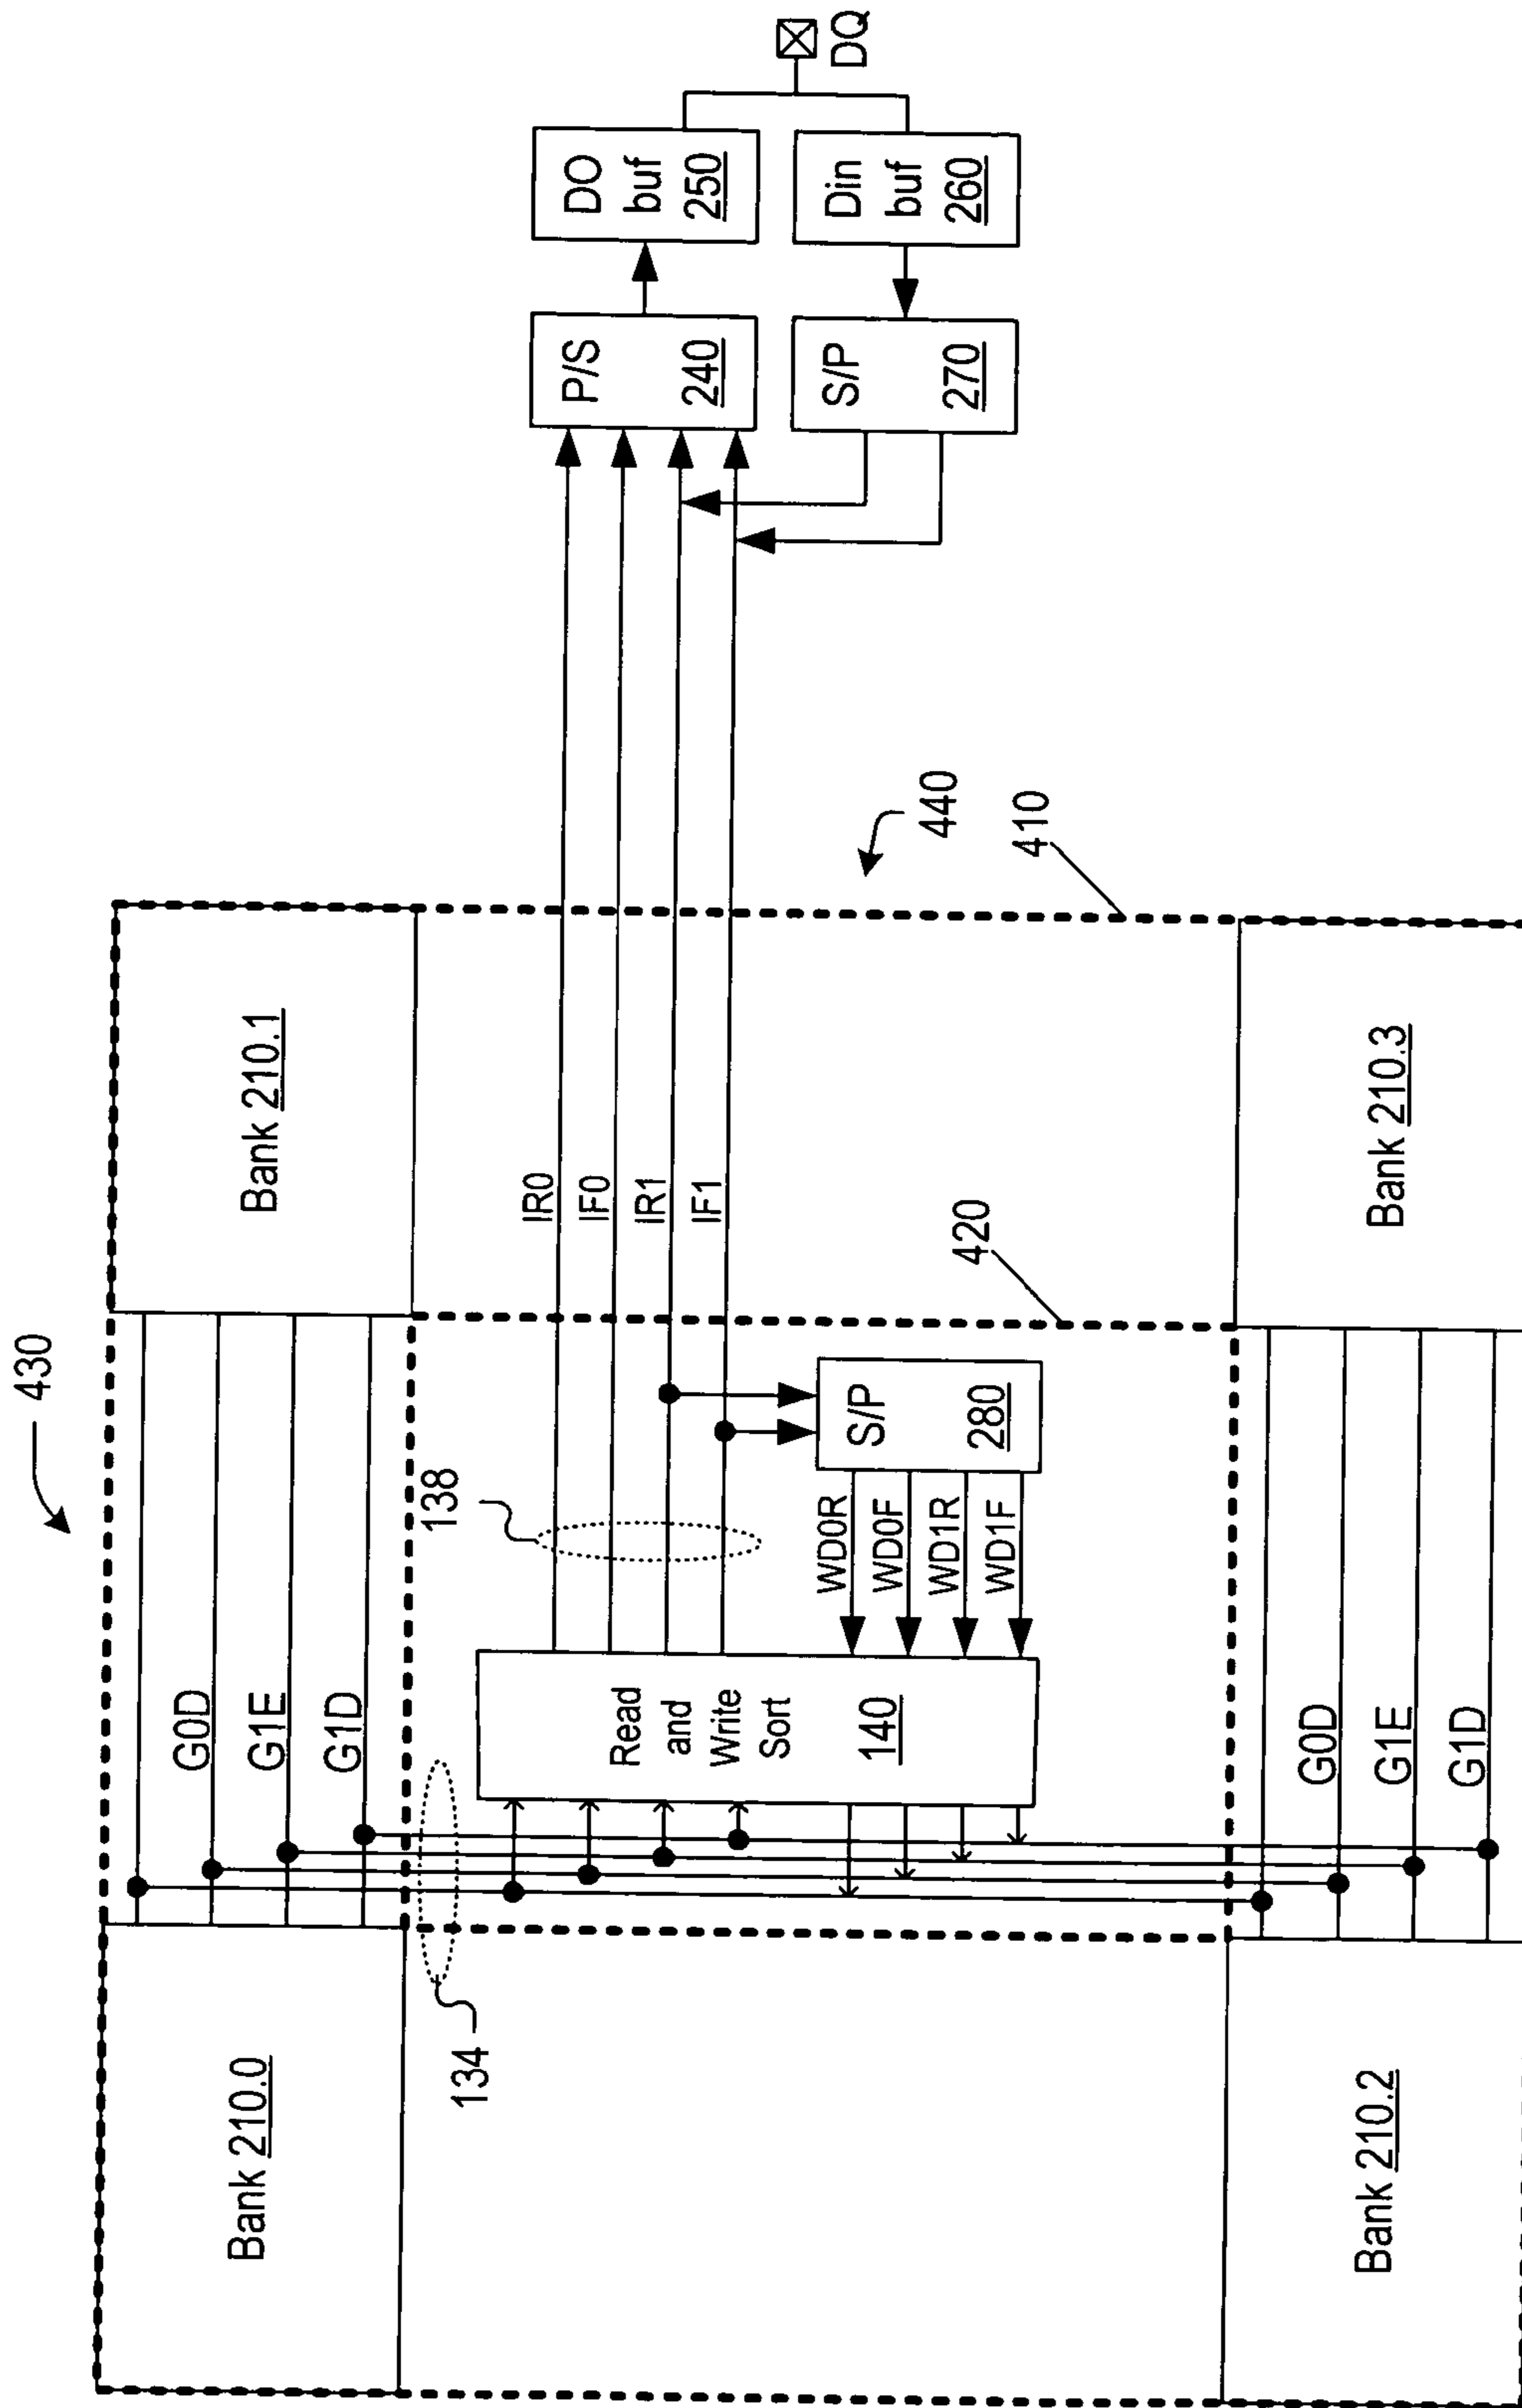 430
Bank 210.0
G0D
G1E
G1D
Bank 210.1
134
138
Read
and
Write
Sort
140
IR0
IF0
IR1
IF1
WD0R
WD0F
WD1R
WD1F
S/P
280
420
440
410
P/S
240
DO
buf
250
S/P
270
Din
buf
260
DQ
Bank 210.2
G0D
G1E
G1D
Bank 210.3